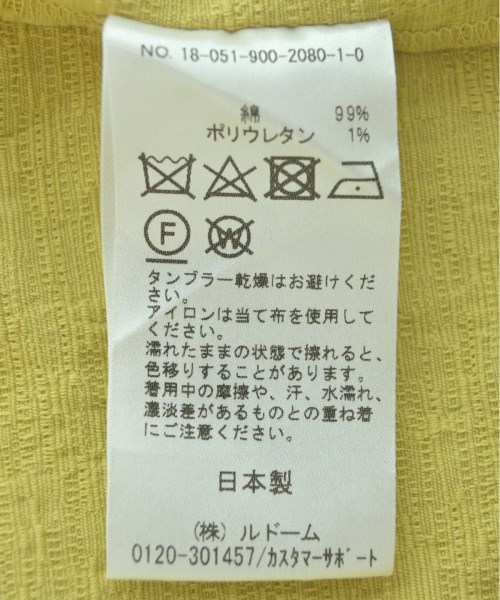 NO. 18-051-900-2080-1-0
綿 99%
ポリウレタン 1%
F
W
タンブラー乾燥はお避けくだ
さい。
アイロンは当て布を使用して
ください。
濡れたままの状態で擦れると、
色移りすることがあります。
着用中の摩擦や、汗、水濡れ、
濃淡差があるものとの重ね着
にご注意ください。
日本製
(株) ルドーム
0120-301457/ｶｽﾀﾏｰｻﾎﾟｰﾄ